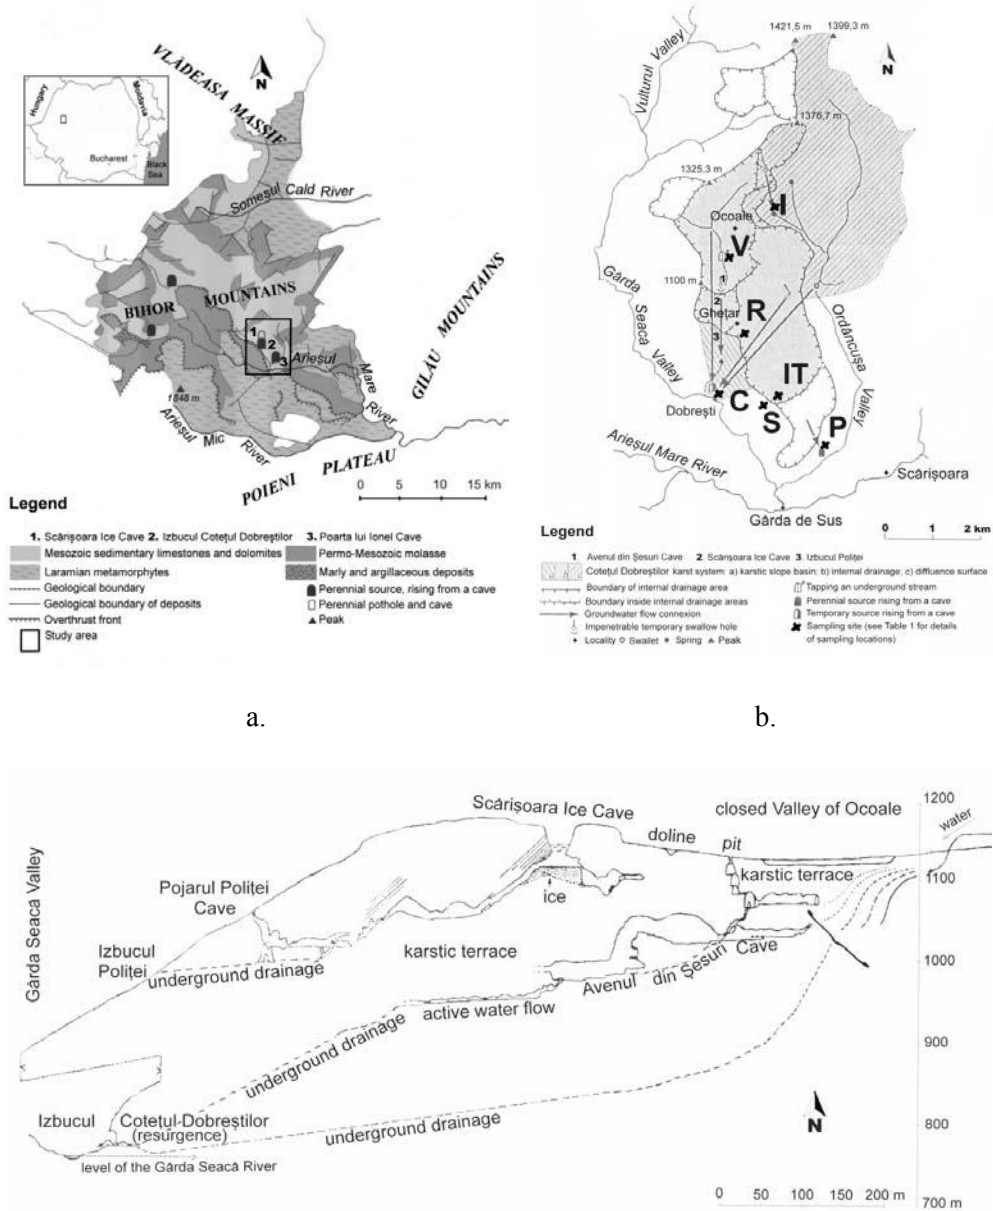 VLĂDEASA MASSIF
N
Hungary
Moldavia
Bucharest
Black
Sea
Someşul Cald River
BIHOR
MOUNTAINS
GILĂU MOUNTAINS
1
2
3
Arieşul
Mare
River
1848 m
Arieşul Mic
River
POIENI PLATEAU
0 5 10 15 km
Legend
1. Scărişoara Ice Cave 2. Izbucul Coteţul Dobreştilor 3. Poarta lui Ionel Cave
Mesozoic sedimentary limestones and dolomites
Permo-Mesozoic molasse
Laramian metamorphytes
Marly and argillaceous deposits
Geological boundary
Perennial source, rising from a cave
Geological boundary of deposits
Perennial pothole and cave
Overthrust front
Peak
Study area
a.
1421,5 m
1399,3 m
Vulturul Valley
N
1376,7 m
1325,3 m
I
Ocoale
V
1
1100 m
2
Gheţar
R
3
Gârda
Seacă
Valley
Ordâncuşa
Valley
IT
C
S
Dobreşti
P
Arieşul Mare River
Scărişoara
Gârda de Sus
0 1 2 km
Legend
1 Avenul din Şesuri Cave 2 Scărişoara Ice Cave 3 Izbucul Poliţei
Coteţul Dobreştilor karst system: a) karstic slope basin; b) internal drainage; c) diffluence surface
Boundary of internal drainage area
Tapping an underground stream
Boundary inside internal drainage areas
Perennial source rising from a cave
Groundwater flow connexion
Temporary source rising from a cave
Impenetrable temporary swallow hole
Sampling site (see Table 1 for details
of sampling locations)
Locality Swallet Spring Peak
b.
Scărişoara Ice Cave
closed Valley of Ocoale
1200
water
doline
pit
Gârda Seacă Valley
Pojarul Poliţei
Cave
karstic terrace
1100
ice
Izbucul
Poliţei
karstic terrace
Cave
underground drainage
Avenul din Şesuri
1000
active water flow
underground drainage
900
N
Izbucul
Coteţul Dobreştilor
(resurgence)
underground drainage
800
level of the Gârda Seacă River
0 50 100 150 200 m
700 m